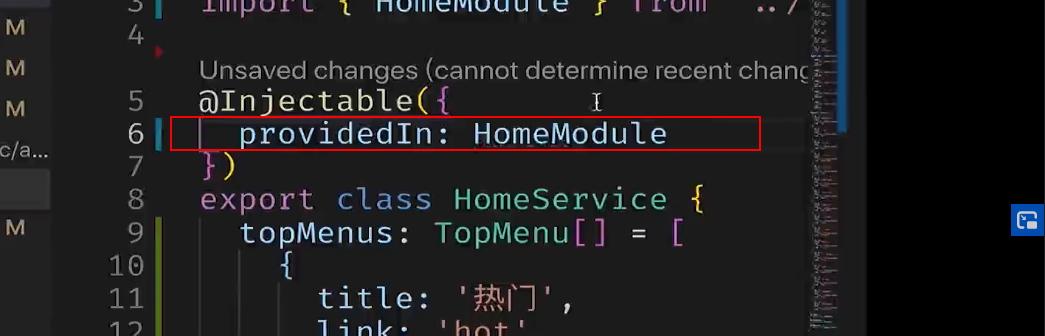 M
M
M
c/a...
M
3 import { HomeModule } from '../
4
Unsaved changes (cannot determine recent chang
5 @Injectable({
6 providedIn: HomeModule
7 })
8 export class HomeService {
9 topMenus: TopMenu[] = [
10 {
11 title: '热门',
12 link: 'hot'